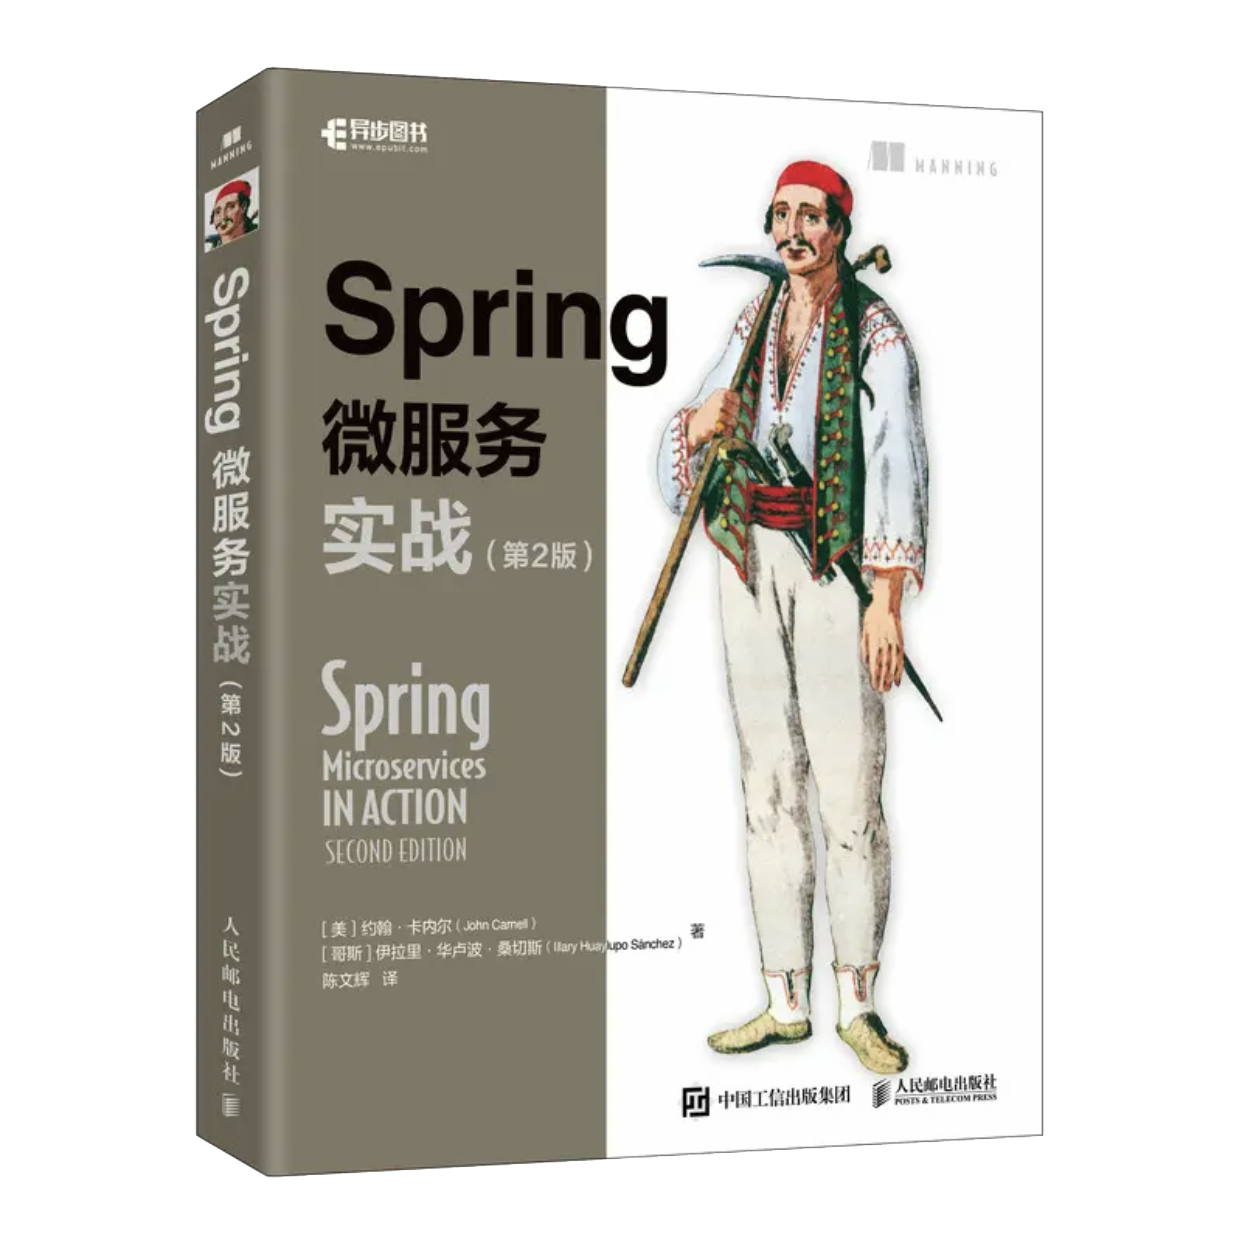 MANNING
Spring 微服务实战(第2版)
人民邮电出版社
异步图书
www.epubit.com
MANNING
Spring
微服务
实战(第2版)
Spring
Microservices
IN ACTION
SECOND EDITION
[美]约翰·卡内尔(John Carnell)
[哥斯]伊拉里·华卢波·桑切斯(Illary Huaylupo Sánchez) 著
陈文辉 译
中国工信出版集团
人民邮电出版社
POSTS & TELECOM PRESS